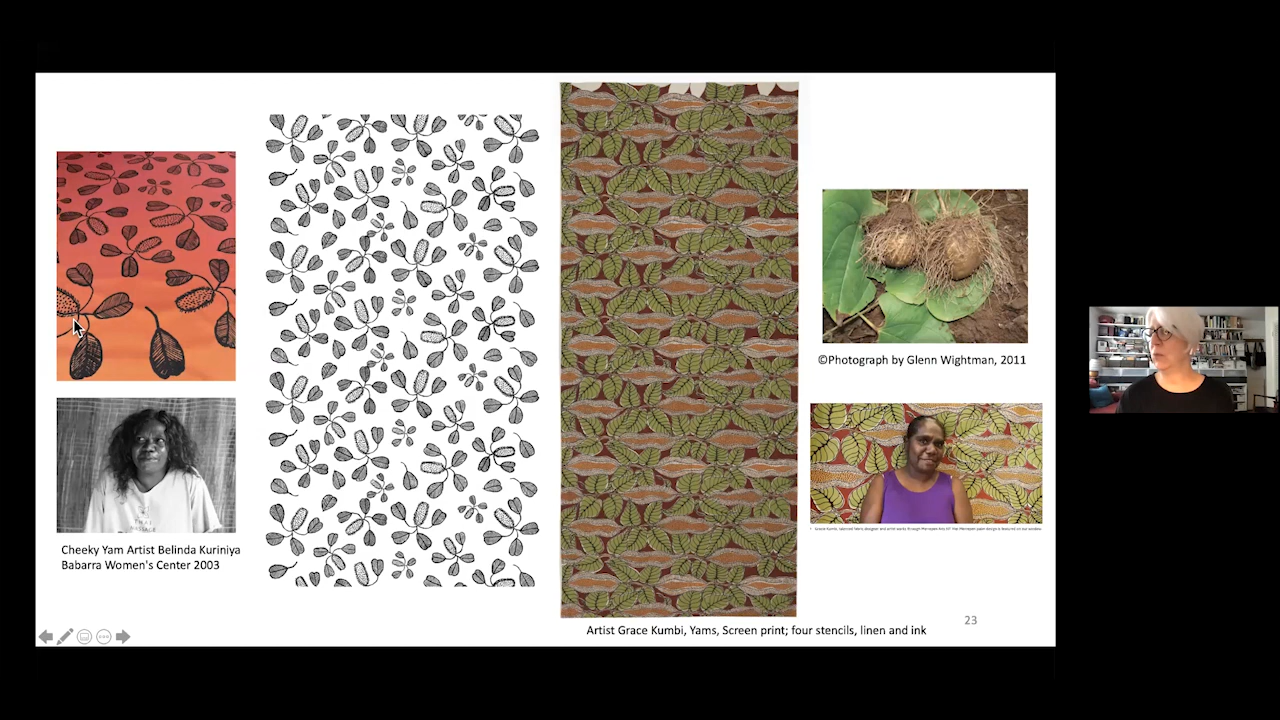 ©Photograph by Glenn Wightman, 2011
Cheeky Yam Artist Belinda Kuriniya
Babarra Women's Center 2003
Artist Grace Kumbi, Yams, Screen print; four stencils, linen and ink
23